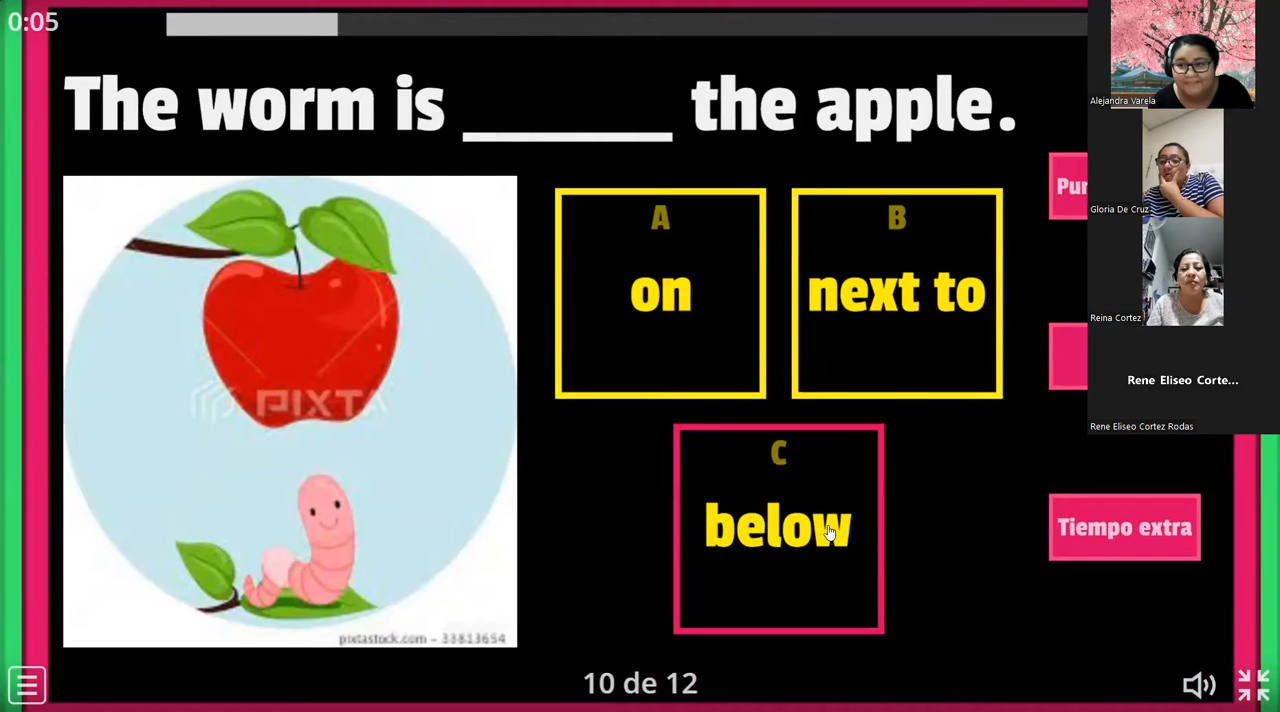 0:05
The worm is ______ the apple.
A
on
B
next to
C
below
PIXTA
pixtastock.com - 33813654
Pun
Tiempo extra
10 de 12
Alejandra Varela
Gloria De Cruz
Reina Cortez
Rene Eliseo Corte...
Rene Eliseo Cortez Rodas